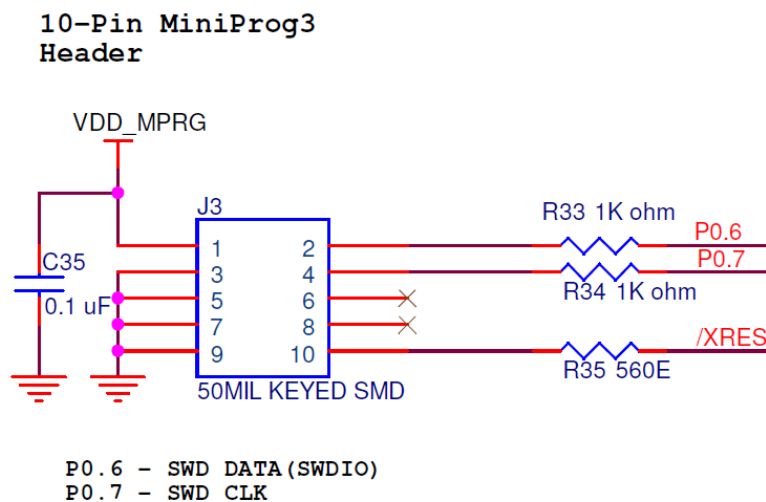 10-Pin MiniProg3
Header
VDD_MPRG
J3
R33 1K ohm
P0.6
1 2
P0.7
C35
3 4
R34 1K ohm
0.1 uF
5 6
7 8
/XRES
9 10
R35 560E
50MIL KEYED SMD
P0.6 - SWD DATA(SWDIO)
P0.7 - SWD CLK